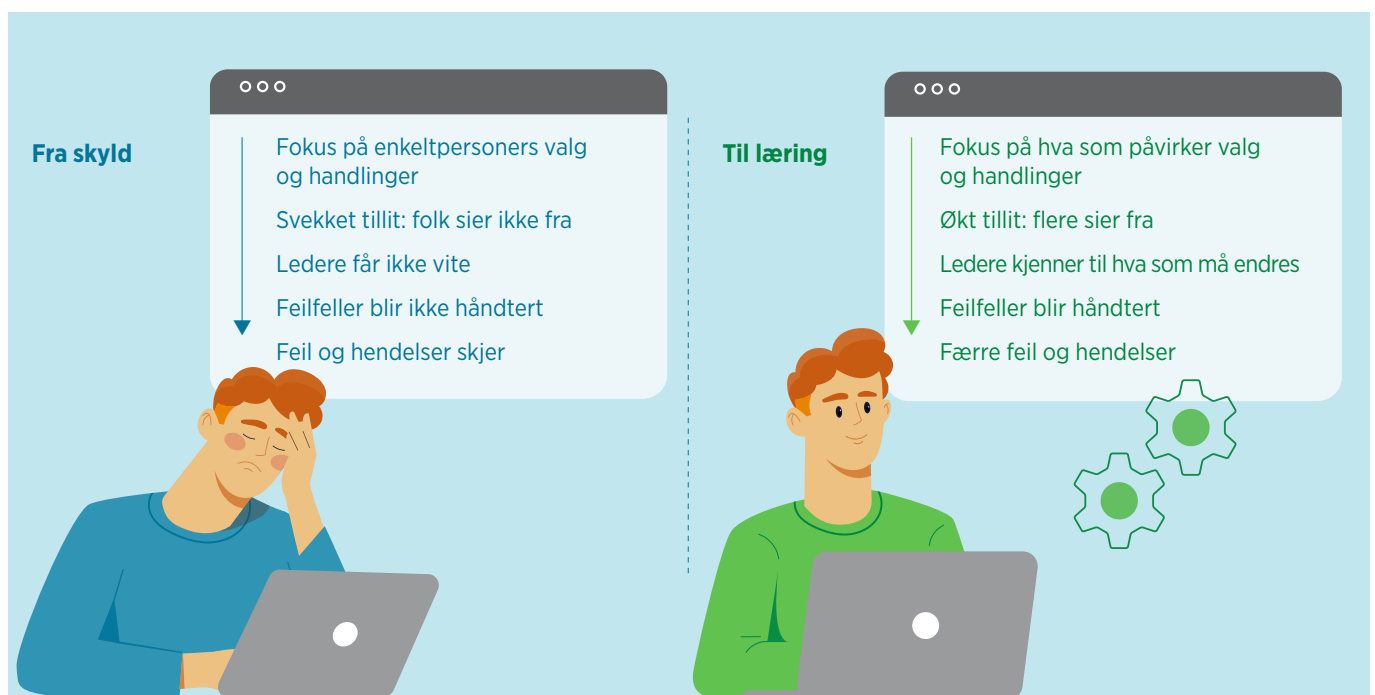 Fra skyld
Fokus på enkeltpersoners valg
og handlinger
Svekket tillit: folk sier ikke fra
Ledere får ikke vite
Feilfeller blir ikke håndtert
Feil og hendelser skjer
Til læring
Fokus på hva som påvirker valg
og handlinger
Økt tillit: flere sier fra
Ledere kjenner til hva som må endres
Feilfeller blir håndtert
Færre feil og hendelser